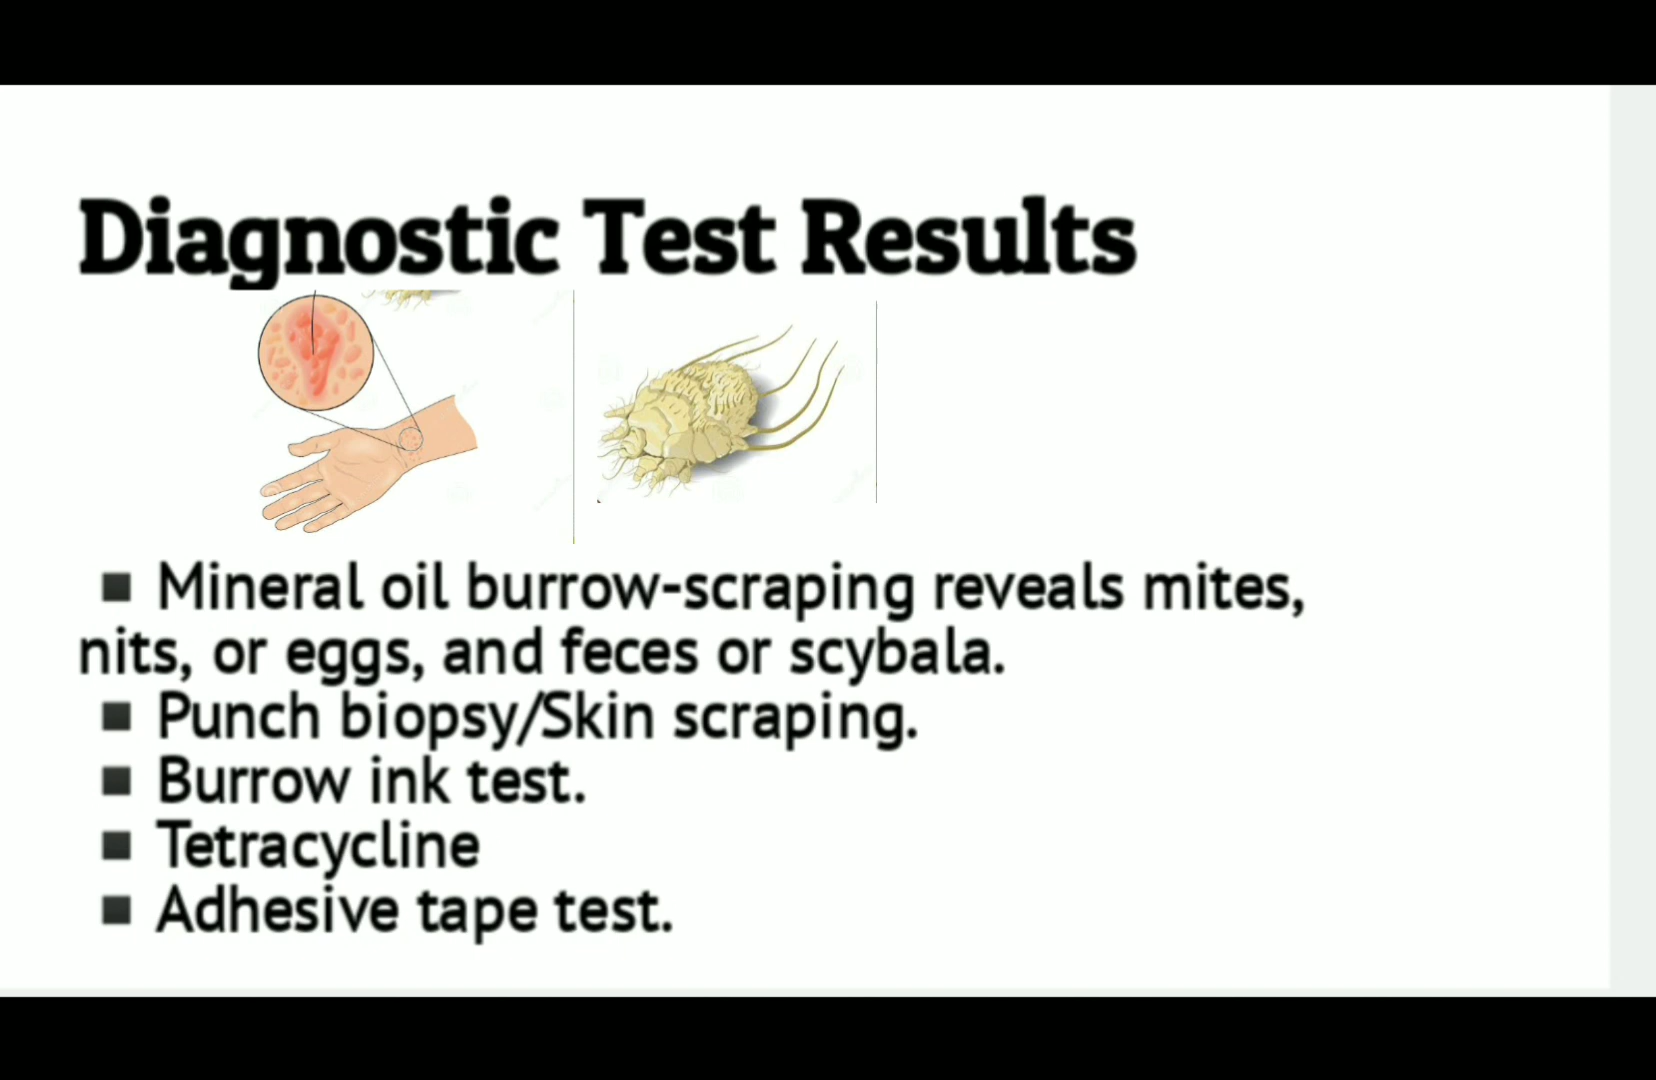 Diagnostic Test Results
▪ Mineral oil burrow-scraping reveals mites,
nits, or eggs, and feces or scybala.
▪ Punch biopsy/Skin scraping.
▪ Burrow ink test.
▪ Tetracycline
▪ Adhesive tape test.